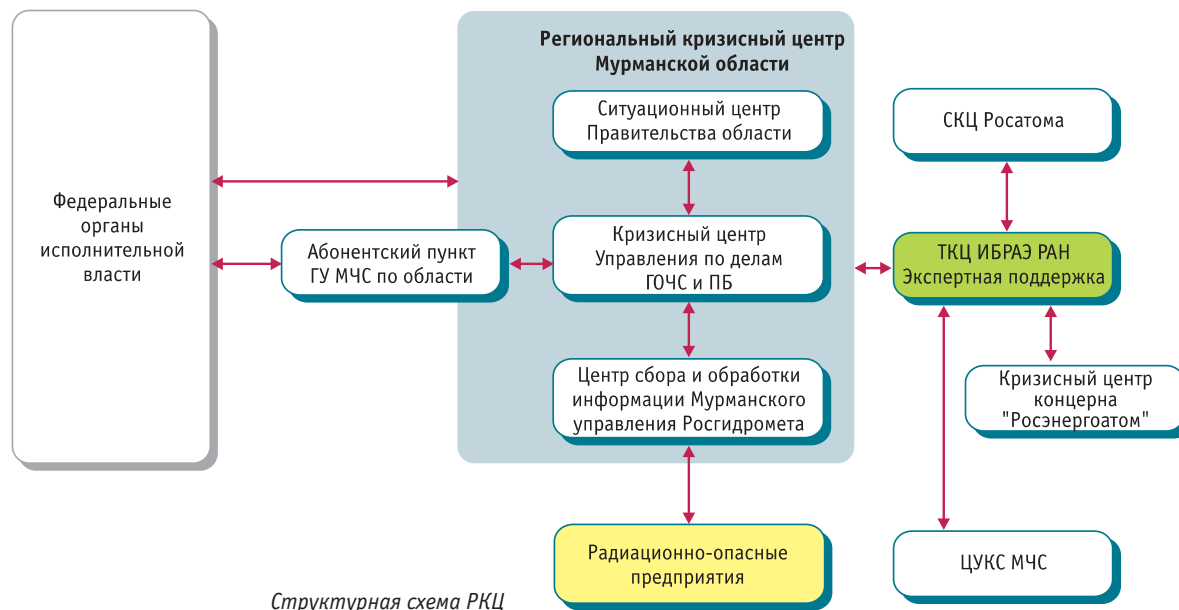 Федеральные
органы
исполнительной
власти
Абонентский пункт
ГУ МЧС по области
Региональный кризисный центр
Мурманской области
Ситуационный центр
Правительства области
Кризисный центр
Управления по делам
ГОЧС и ПБ
Центр сбора и обработки
информации Мурманского
управления Росгидромета
Радиационно-опасные
предприятия
СКЦ Росатома
ТКЦ ИБРАЭ РАН
Экспертная поддержка
Кризисный центр
концерна
"Росэнергоатом"
ЦУКС МЧС
Структурная схема РКЦ